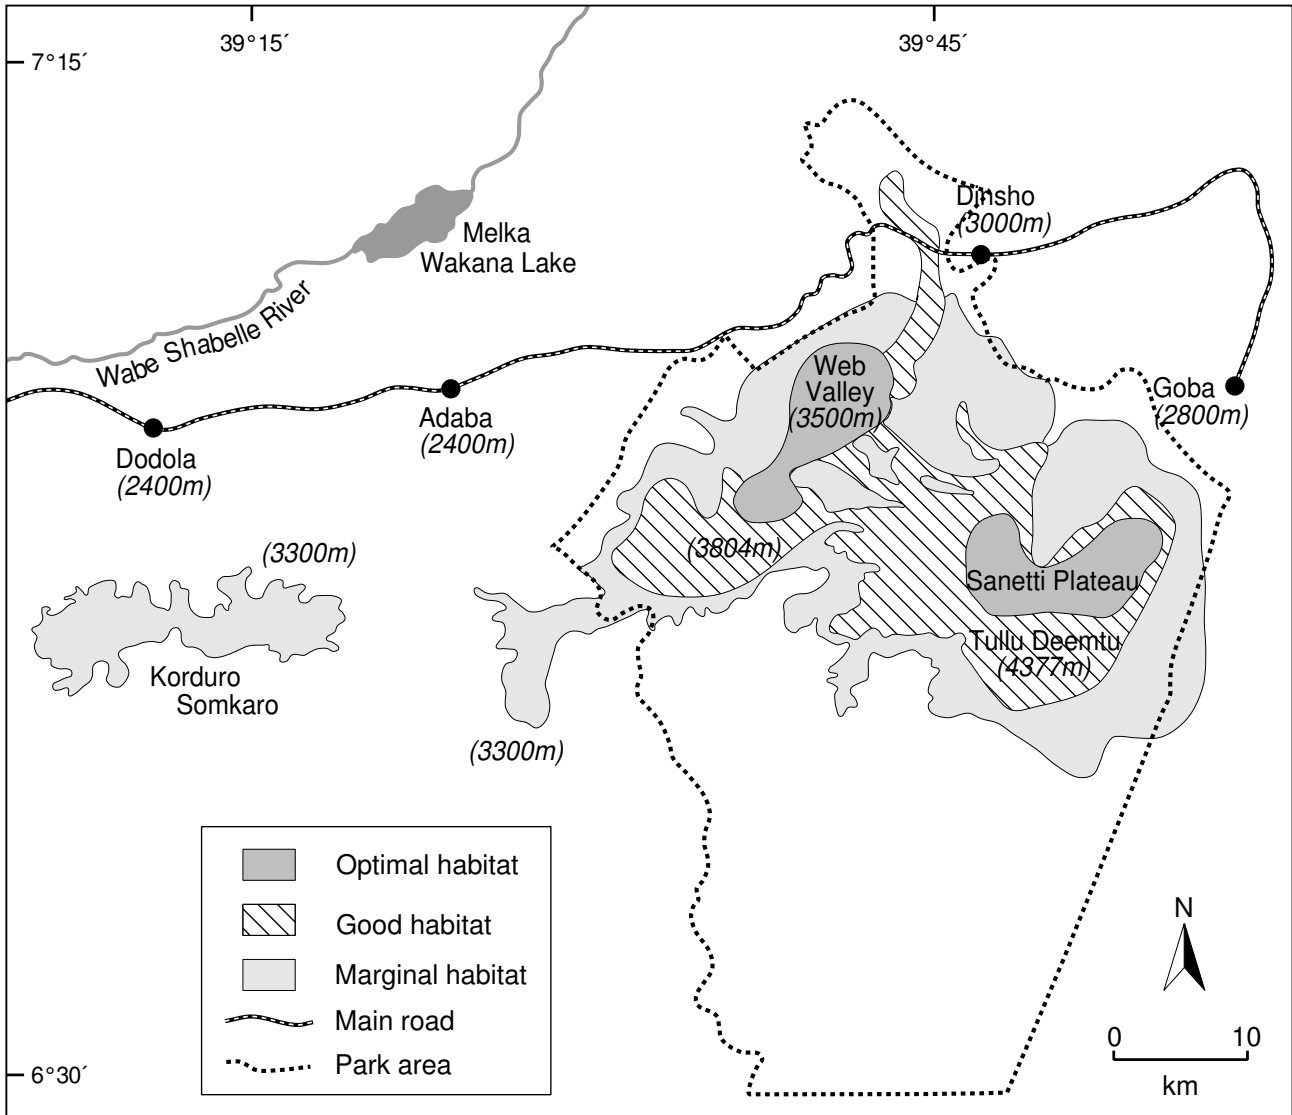 39°15´
39°45´
7°15´
Dinsho
(3000m)
Melka
Wakana Lake
Wabe Shabelle River
Web
Valley
(3500m)
Goba
(2800m)
Adaba
(2400m)
Dodola
(2400m)
(3300m)
(3804m)
Sanetti Plateau
Tullu Deemtu
(4377m)
Korduro
Somkaro
(3300m)
Optimal habitat
Good habitat
Marginal habitat
Main road
Park area
N
0 10
km
6°30´